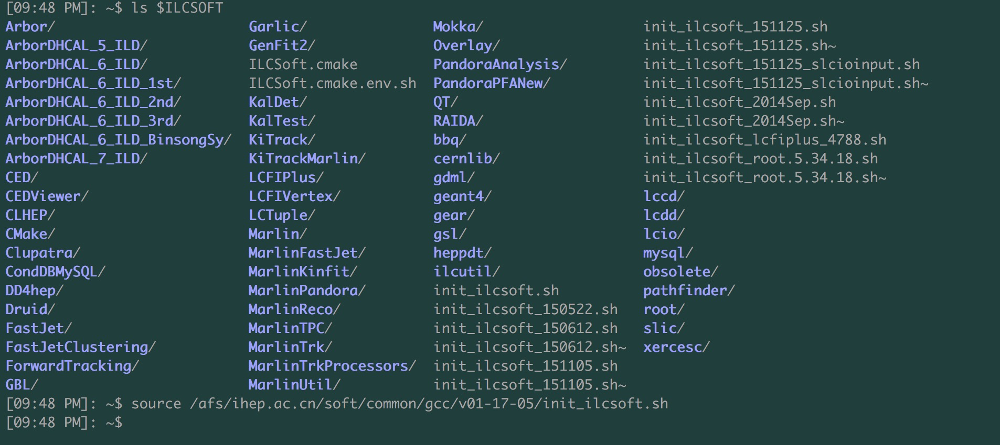 [09:48 PM]: ~$ ls $ILCSOFT
Arbor/ Garlic/ Mokka/ init_ilcsoft_151125.sh
ArborDHCAL_5_ILD/ GenFit2/ Overlay/ init_ilcsoft_151125.sh~
ArborDHCAL_6_ILD/ ILCSoft.cmake PandoraAnalysis/ init_ilcsoft_151125_slcioinput.sh
ArborDHCAL_6_ILD_1st/ ILCSoft.cmake.env.sh PandoraPFANew/ init_ilcsoft_151125_slcioinput.sh~
ArborDHCAL_6_ILD_2nd/ KalDet/ QT/ init_ilcsoft_2014Sep.sh
ArborDHCAL_6_ILD_3rd/ KalTest/ RAIDA/ init_ilcsoft_2014Sep.sh~
ArborDHCAL_6_ILD_BinsongSy/ KiTrack/ bbq/ init_ilcsoft_lcfiplus_4788.sh
ArborDHCAL_7_ILD/ KiTrackMarlin/ cernlib/ init_ilcsoft_root.5.34.18.sh
CED/ LCFIPlus/ gdml/ init_ilcsoft_root.5.34.18.sh~
CEDViewer/ LCFIVertex/ geant4/ lccd/
CLHEP/ LCTuple/ gear/ lcdd/
CMake/ Marlin/ gsl/ lcio/
Clupatra/ MarlinFastJet/ heppdt/ mysql/
CondDBMySQL/ MarlinKinfit/ ilcutil/ obsolete/
DD4hep/ MarlinPandora/ init_ilcsoft.sh pathfinder/
Druid/ MarlinReco/ init_ilcsoft_150522.sh root/
FastJet/ MarlinTPC/ init_ilcsoft_150612.sh slic/
FastJetClustering/ MarlinTrk/ init_ilcsoft_150612.sh~ xercesc/
ForwardTracking/ MarlinTrkProcessors/ init_ilcsoft_151105.sh
GBL/ MarlinUtil/ init_ilcsoft_151105.sh~
[09:48 PM]: ~$ source /afs/ihep.ac.cn/soft/common/gcc/v01-17-05/init_ilcsoft.sh
[09:48 PM]: ~$